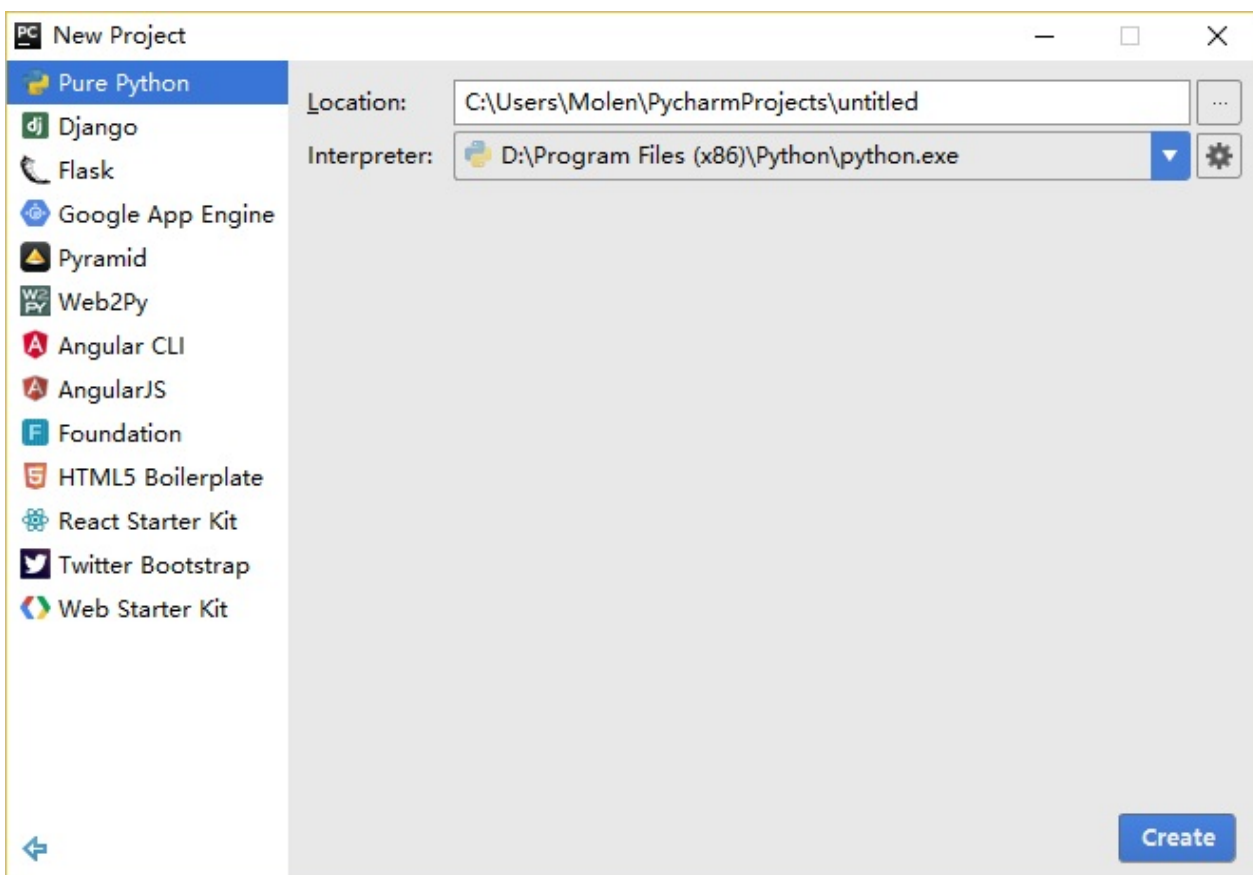 PC New Project
Pure Python
dj Django
Flask
Google App Engine
Pyramid
W2PY Web2Py
Angular CLI
AngularJS
F Foundation
HTML5 Boilerplate
React Starter Kit
Twitter Bootstrap
Web Starter Kit
Location: C:\Users\Molen\PycharmProjects\untitled ...
Interpreter: D:\Program Files (x86)\Python\python.exe
Create